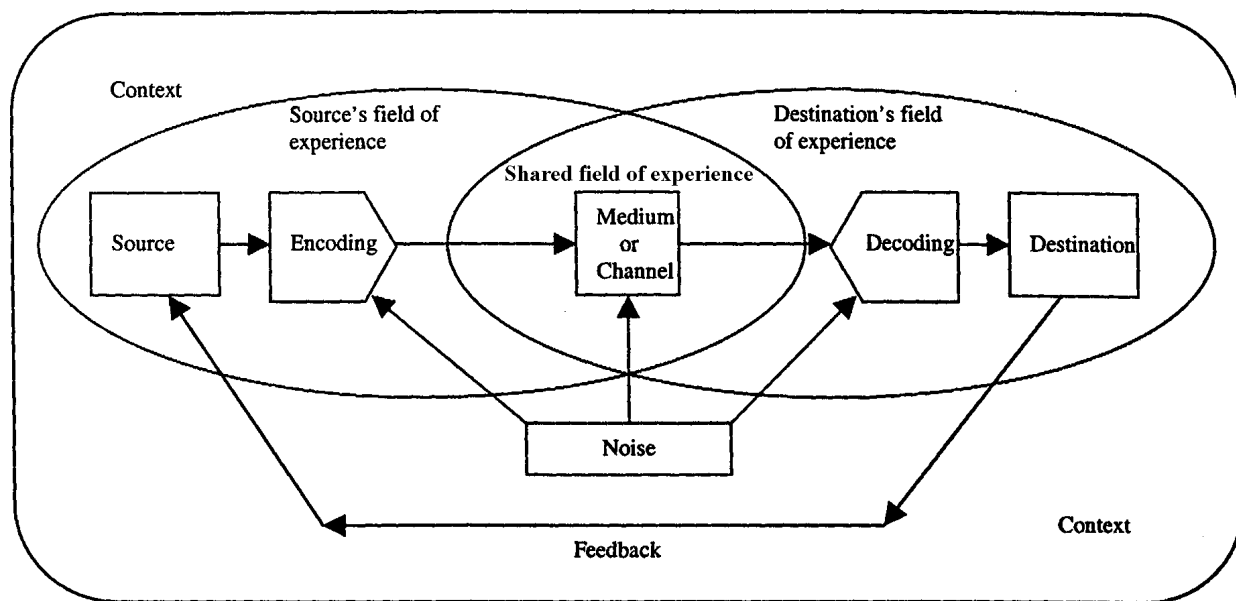 Context
Source's field of
experience
Destination's field
of experience
Shared field of experience
Source
Encoding
Medium
or
Channel
Decoding
Destination
Noise
Feedback
Context